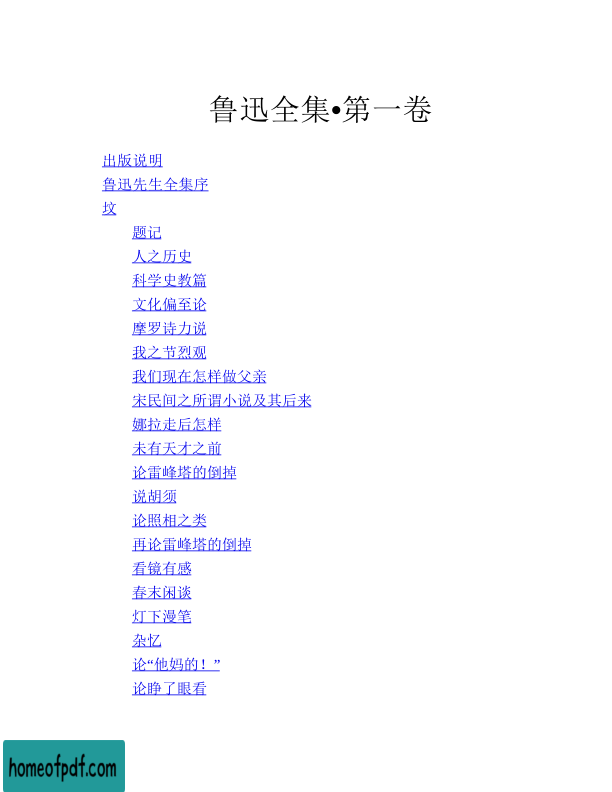 鲁迅全集•第一卷
出版说明
鲁迅先生全集序
坟
题记
人之历史
科学史教篇
文化偏至论
摩罗诗力说
我之节烈观
我们现在怎样做父亲
宋民间之所谓小说及其后来
娜拉走后怎样
未有天才之前
论雷峰塔的倒掉
说胡须
论照相之类
再论雷峰塔的倒掉
看镜有感
春末闲谈
灯下漫笔
杂忆
论“他妈的！”
论睁了眼看
homeofpdf.com